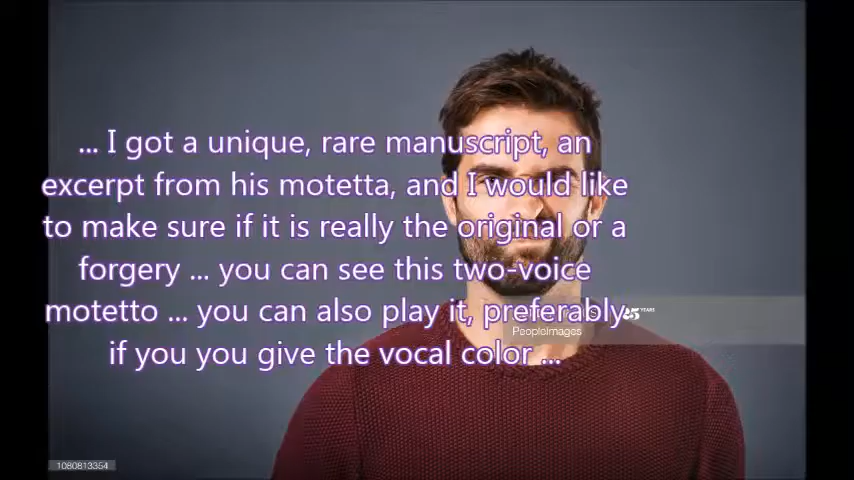 ... I got a unique, rare manuscript, an
excerpt from his motetta, and I would like
to make sure if it is really the original or a
forgery ... you can see this two-voice
motetto ... you can also play it, preferably
if you you give the vocal color ...
PeopleImages
1080813354